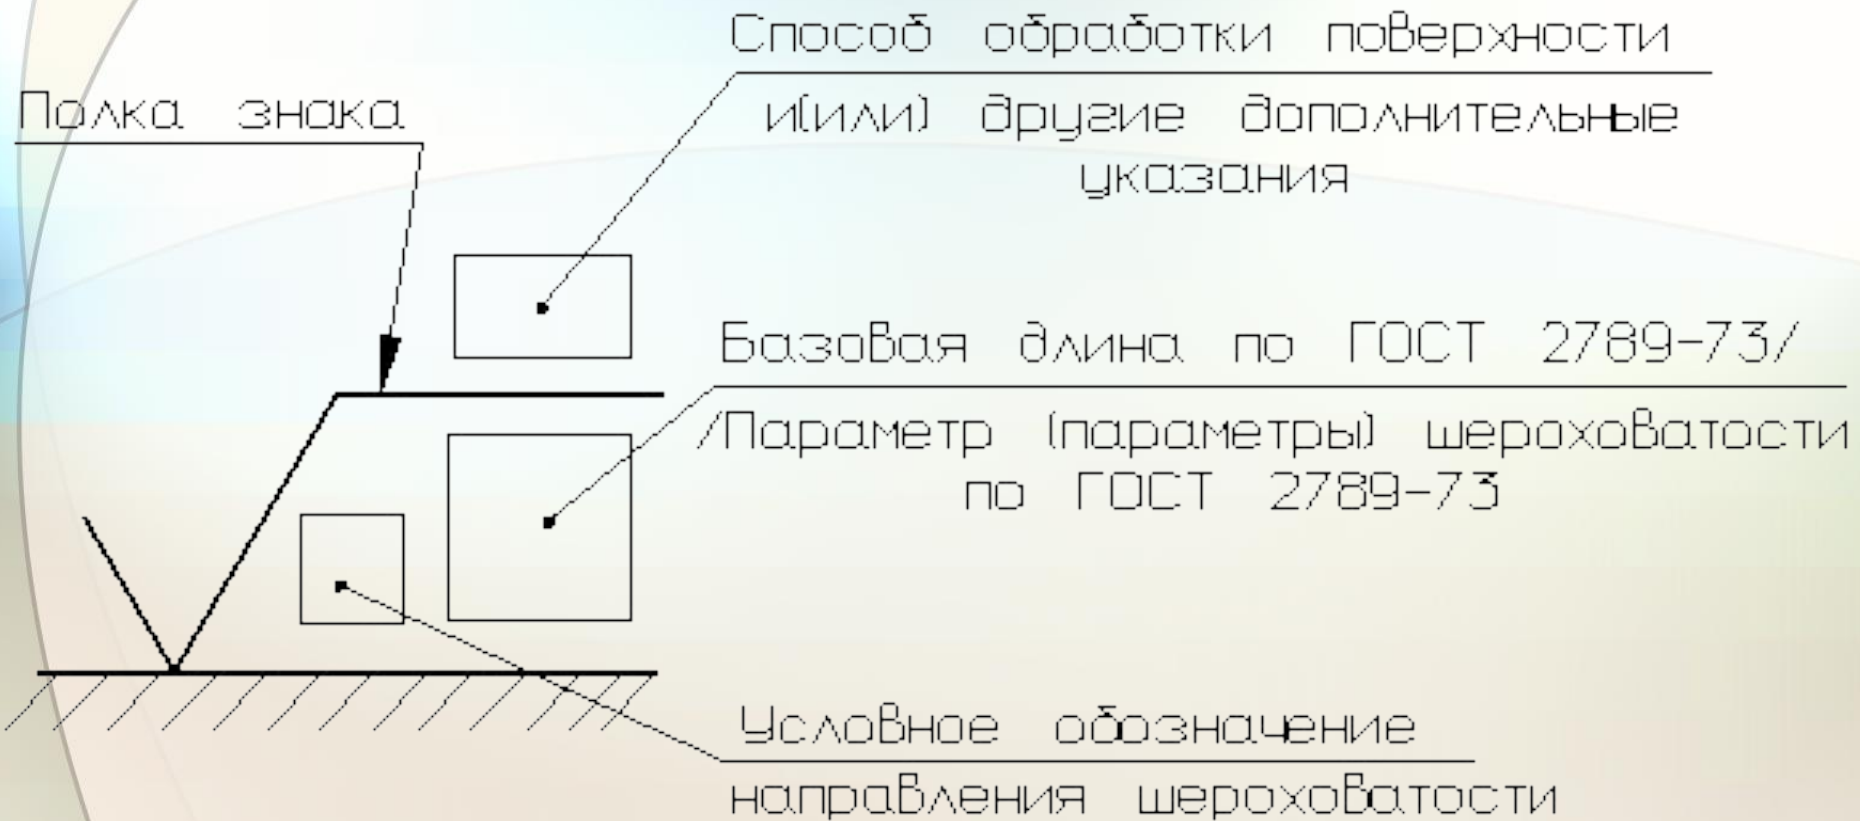 Полка знака
Способ обработки поверхности
и(или) другие дополнительные
указания
Базовая длина по ГОСТ 2789-73/
/Параметр (параметры) шероховатости
по ГОСТ 2789-73
Условное обозначение
направления шероховатости